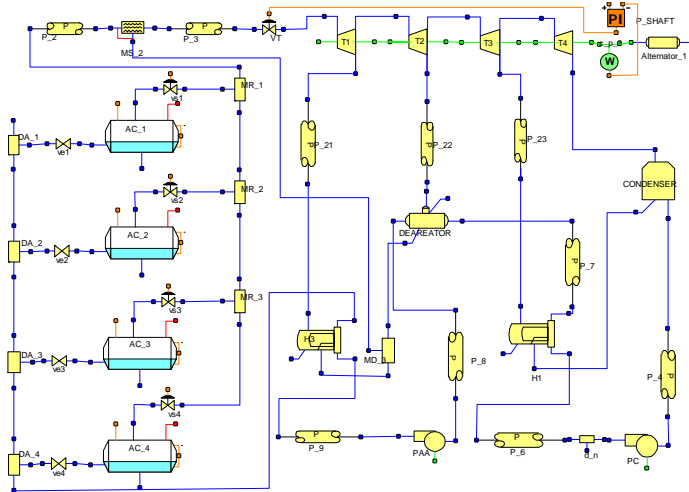 P_2
MS_2
P_3
VT
T1
T2
T3
T4
PI
P_SHAFT
W
Alternator_1
vs1
MR_1
DA_1
ve1
AC_1
P_21
P
P_22
P
P_23
P
vs2
MR_2
DA_2
ve2
AC_2
CONDENSER
DEAREATOR
P_7
P
vs3
MR_3
DA_3
ve3
AC_3
H3
MD_3
P_8
P
H1
P_4
P
vs4
DA_4
ve4
AC_4
P
P_9
PAA
P
P_6
d_n
PC